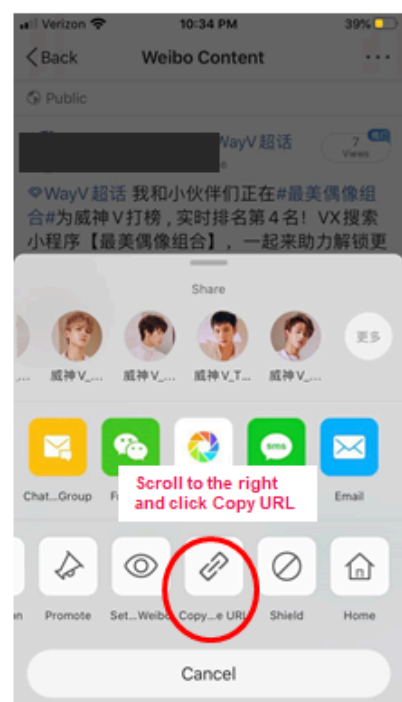 Verizon 10:34 PM 39%
Back Weibo Content ...
Public
WayV 超话
7
Views
WayV 超话 我和小伙伴们正在#最美偶像组
合#为威神V打榜，实时排名第4名！VX搜索
小程序【最美偶像组合】，一起来助力解锁更
Share
威神V_... 威神V_... 威神V_T... 威神V_... 更多
sms
Chat...Group Email
Scroll to the right
and click Copy URL
Promote Set...Weibo Copy...e URL Shield Home
Cancel